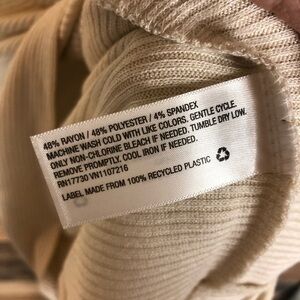 48% RAYON / 48% POLYESTER / 4% SPANDEX
MACHINE WASH COLD WITH LIKE COLORS. GENTLE CYCLE.
ONLY NON-CHLORINE BLEACH IF NEEDED. TUMBLE DRY LOW.
REMOVE PROMPTLY. COOL IRON IF NEEDED.
RN17730 VN1107216
LABEL MADE FROM 100% RECYCLED PLASTIC